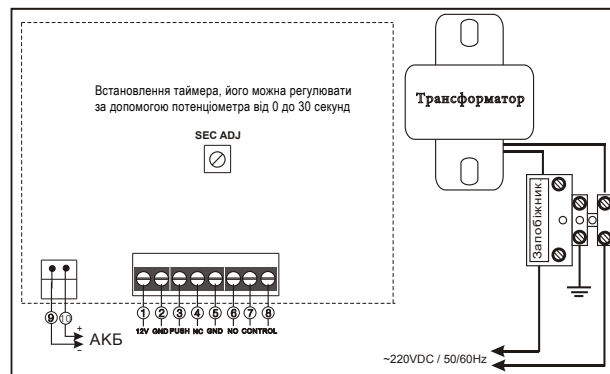 Встановлення таймера, його можна регулювати
за допомогою потенціометра від 0 до 30 секунд
SEC ADJ
Трансформатор
Запобіжник
9 10
+
−
АКБ
1 2 3 4 5 6 7 8
12V GND PUSH NC GND NO CONTROL
~220VDC / 50/60Hz